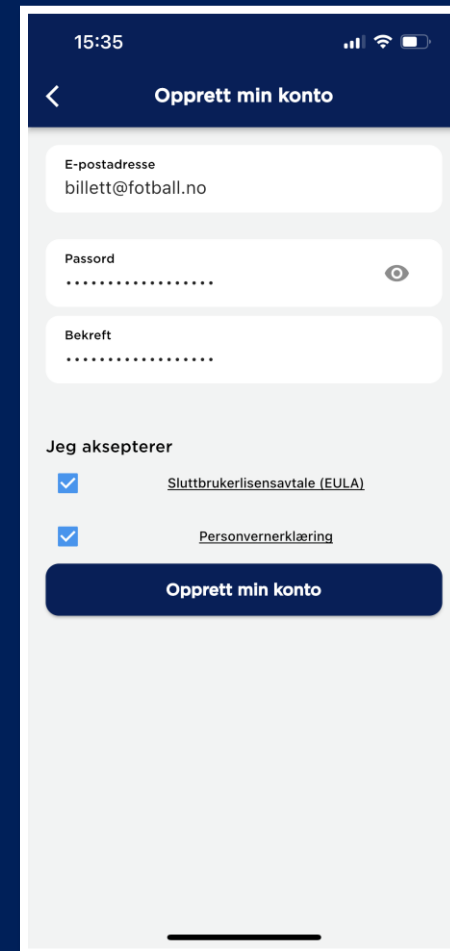 15:35
Opprett min konto
E-postadresse
billett@fotball.no
Passord
••••••••••••••••••
Bekreft
••••••••••••••••••
Jeg aksepterer
Sluttbrukerlisensavtale (EULA)
Personvernerklæring
Opprett min konto